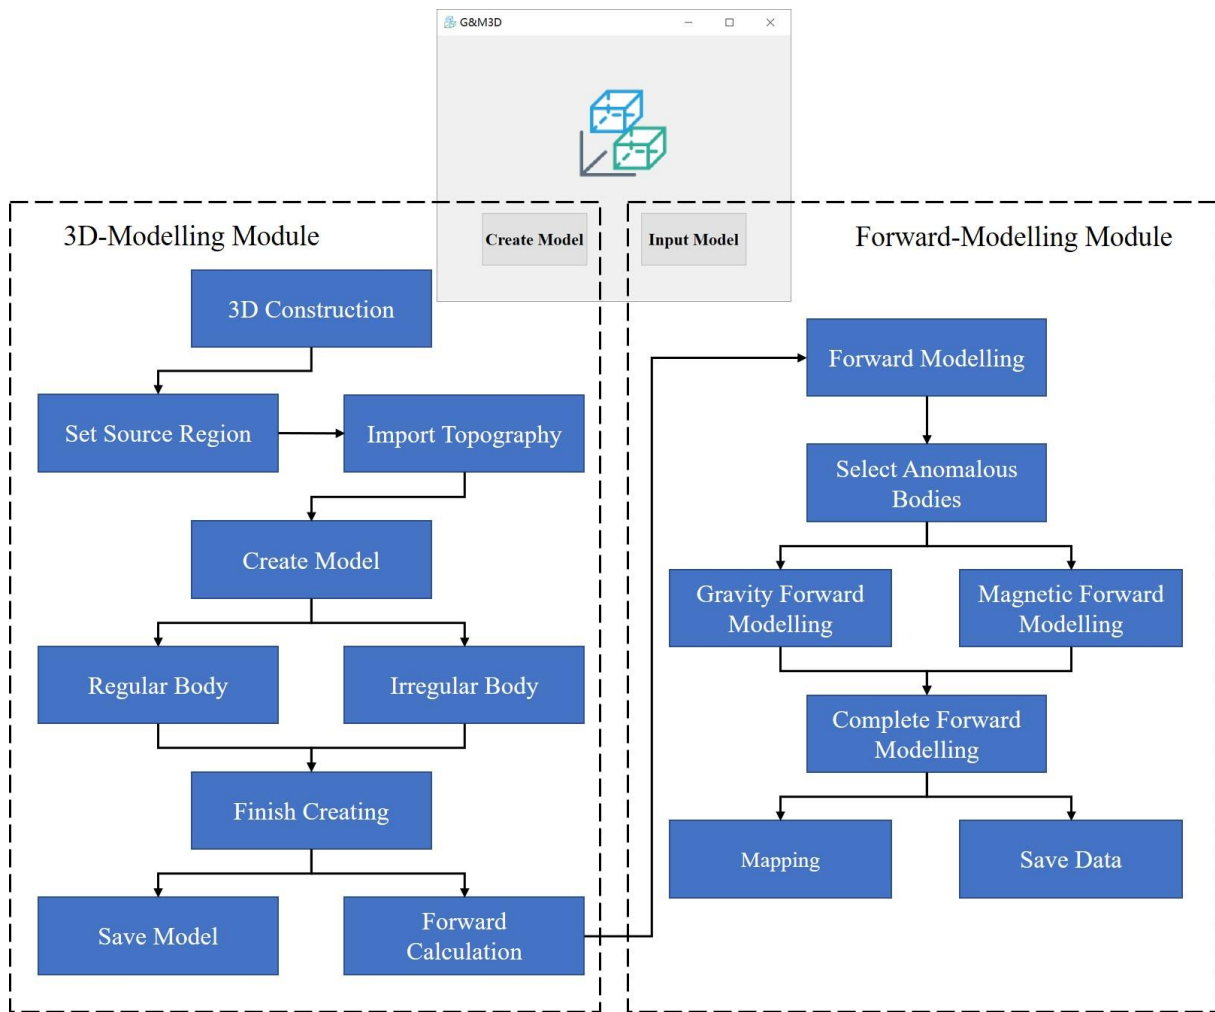 G&M3D
3D-Modelling Module
Create Model
Input Model
Forward-Modelling Module
3D Construction
Set Source Region
Import Topography
Create Model
Regular Body
Irregular Body
Finish Creating
Save Model
Forward
Calculation
Forward Modelling
Select Anomalous
Bodies
Gravity Forward
Modelling
Magnetic Forward
Modelling
Complete Forward
Modelling
Mapping
Save Data